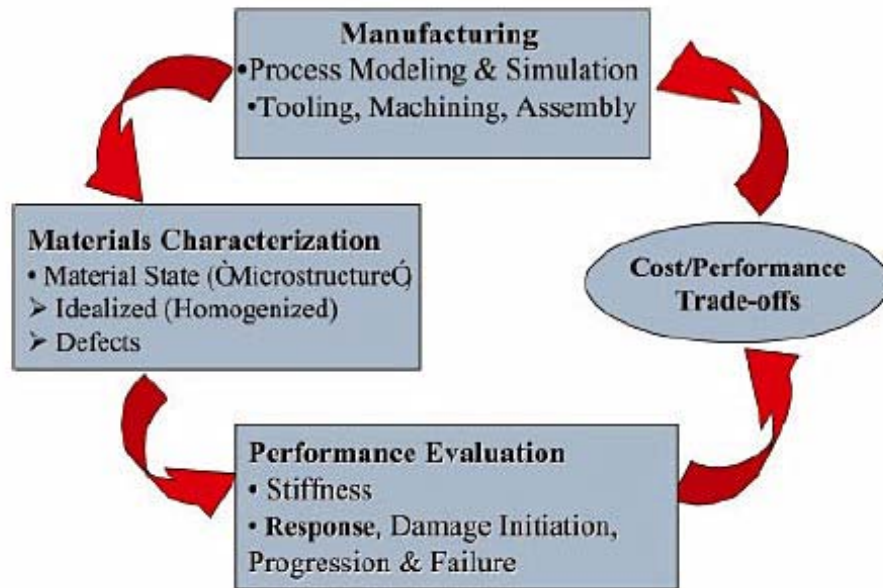 Manufacturing
•Process Modeling & Simulation
•Tooling, Machining, Assembly
Materials Characterization
• Material State (ÒMicrostructureÓ)
➢ Idealized (Homogenized)
➢ Defects
Cost/Performance
Trade-offs
Performance Evaluation
• Stiffness
• Response, Damage Initiation,
Progression & Failure